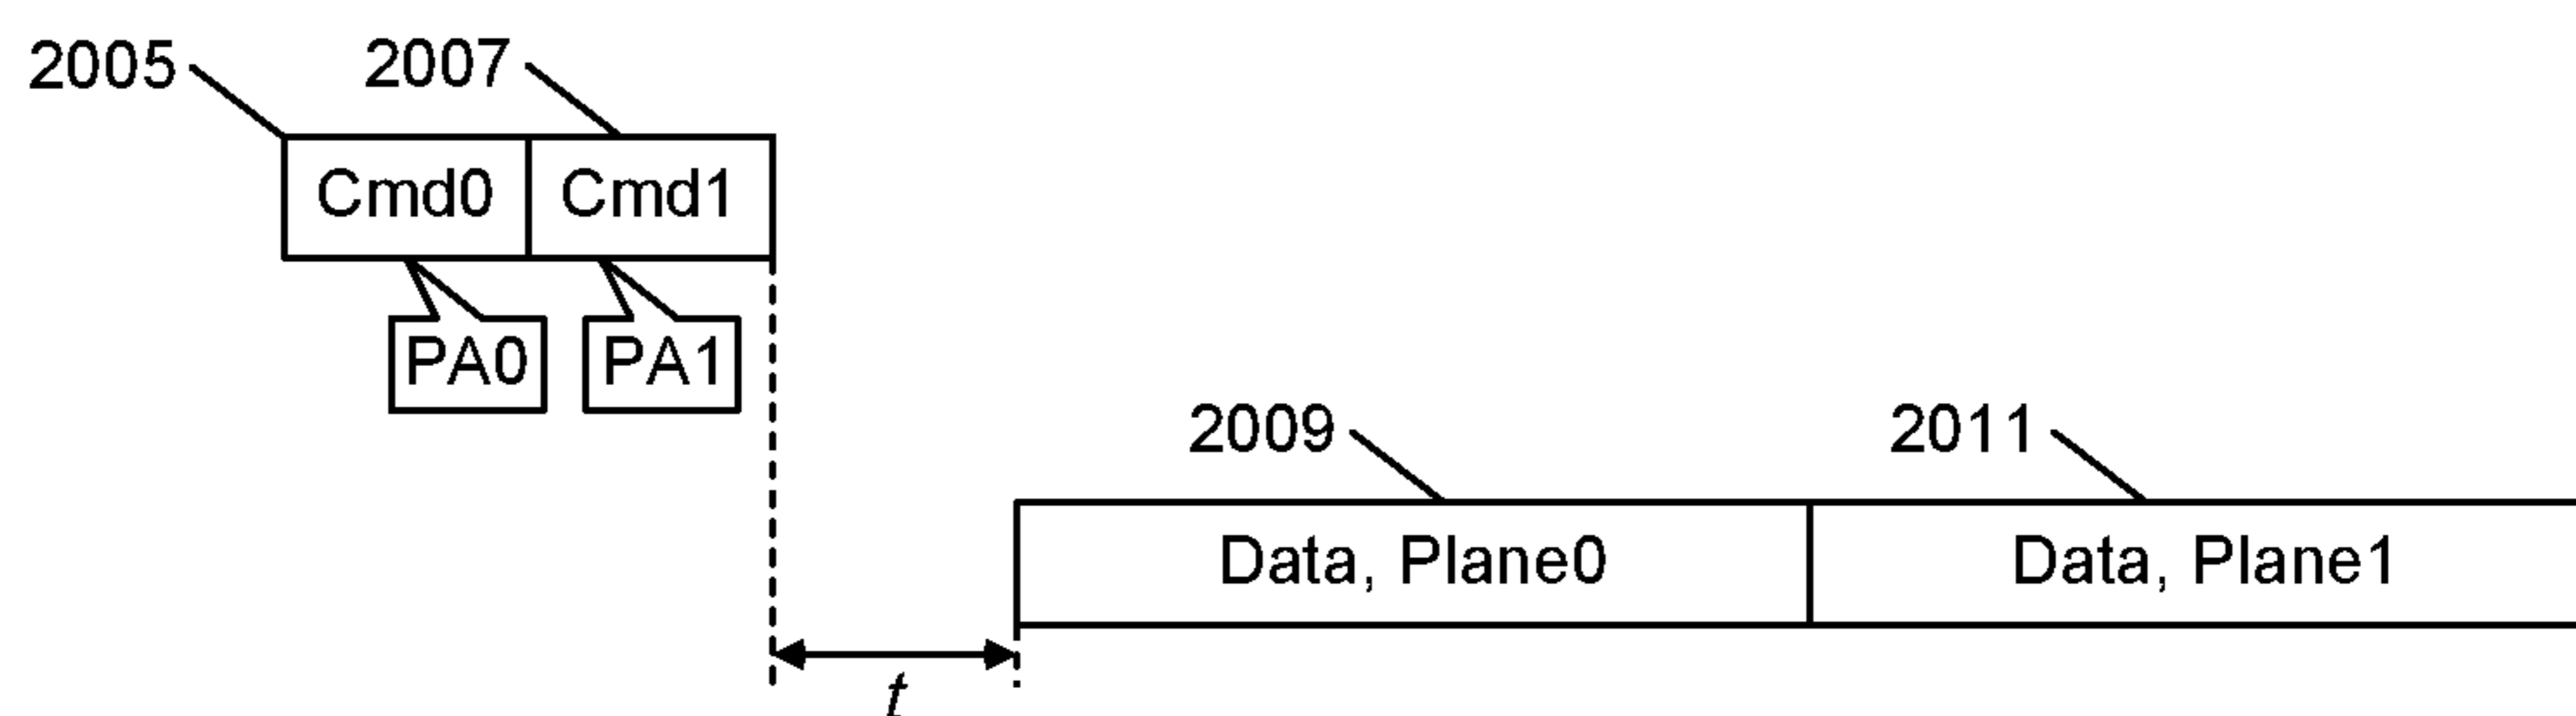 2005
2007
Cmd0
Cmd1
PA0
PA1
2009
2011
Data, Plane0
Data, Plane1
t